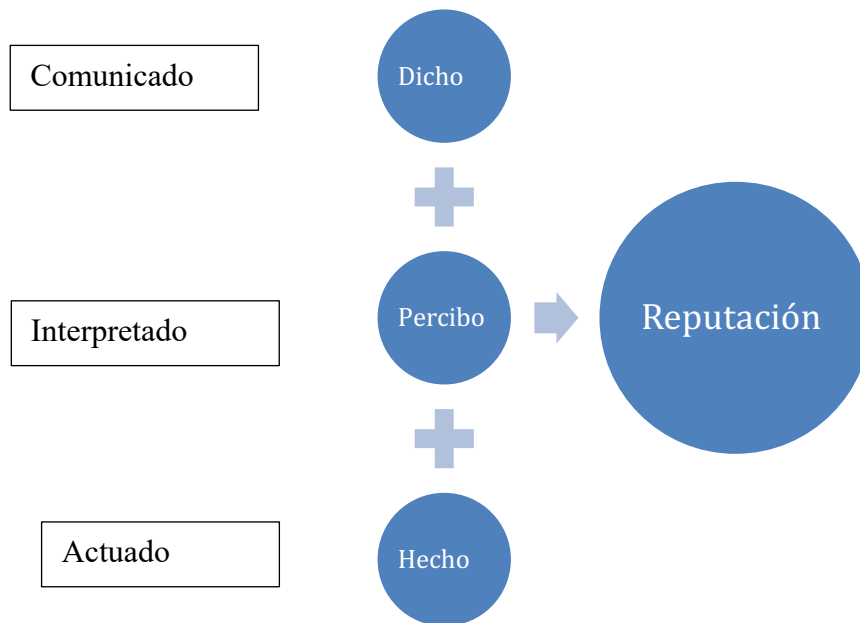 Comunicado
Dicho
Interpretado
Percibo
Reputación
Actuado
Hecho